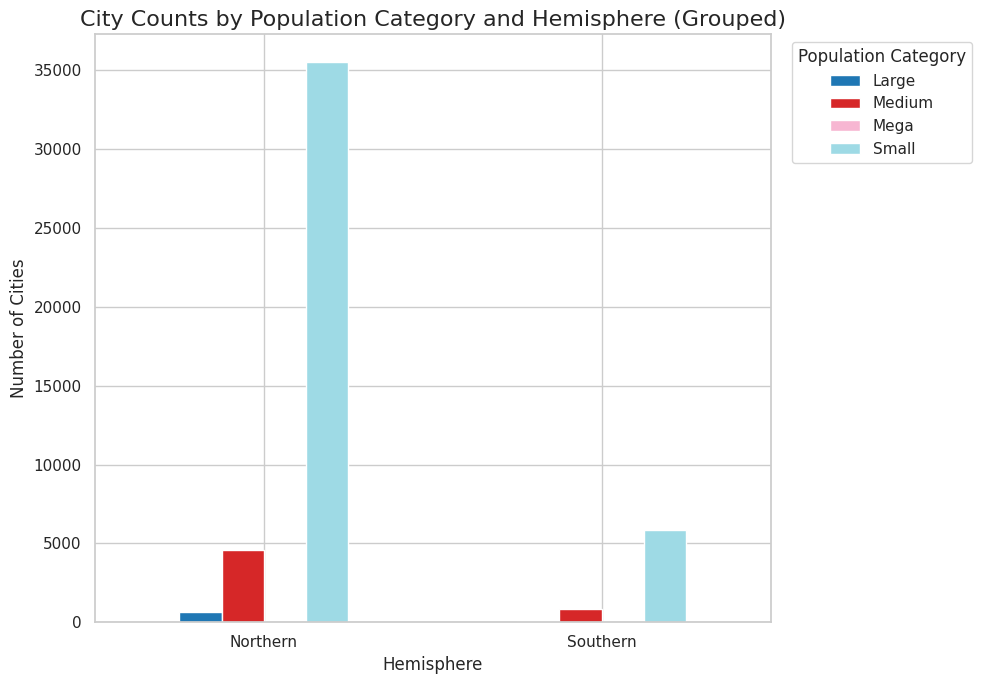 City Counts by Population Category and Hemisphere (Grouped)
Population Category
Large
Medium
Mega
Small
Number of Cities
35000
30000
25000
20000
15000
10000
5000
0
Northern
Southern
Hemisphere